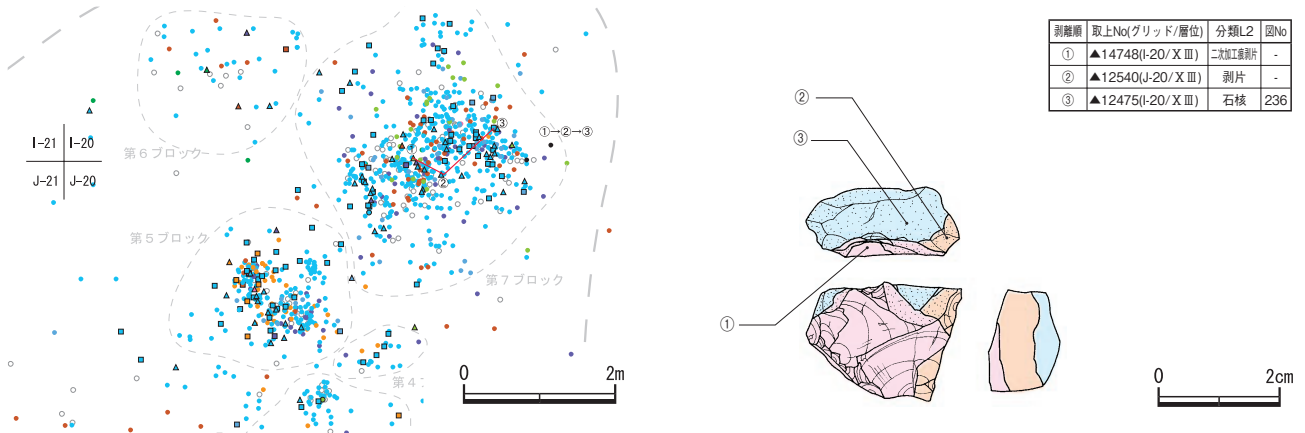 剥離順 取上No(グリッド/層位) 分類L2 図No
① ▲14748(I-20/ⅩⅢ) 二次加工痕剥片 -
② ▲12540(J-20/ⅩⅢ) 剥片 -
③ ▲12475(I-20/ⅩⅢ) 石核 236
I-21 I-20
J-21 J-20
第6ブロック
①→②→③
③
①
②
第5ブロック
第7ブロック
第4
0 2m
②
③
①
0 2cm